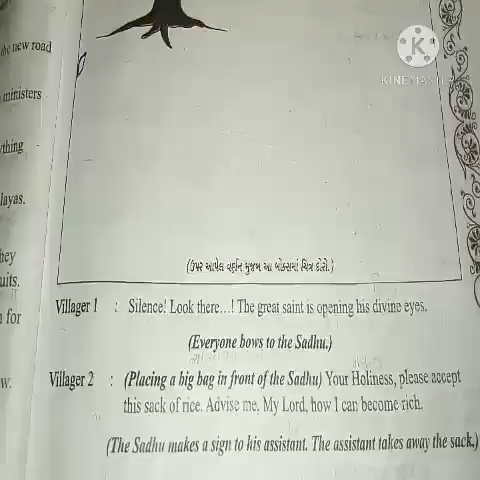 KINEMASTER
the new road
ministers
thing
layas.
hey
uits.
for
w.
(ઉપર આપેલ વર્ણન મુજબ આ બોક્સમાં ચિત્ર દોરો.)
Villager 1 : Silence! Look there...! The great saint is opening his divine eyes.
(Everyone bows to the Sadhu.)
Villager 2 : (Placing a big bag in front of the Sadhu) Your Holiness, please accept
this sack of rice. Advise me, My Lord, how I can become rich.
(The Sadhu makes a sign to his assistant. The assistant takes away the sack.)